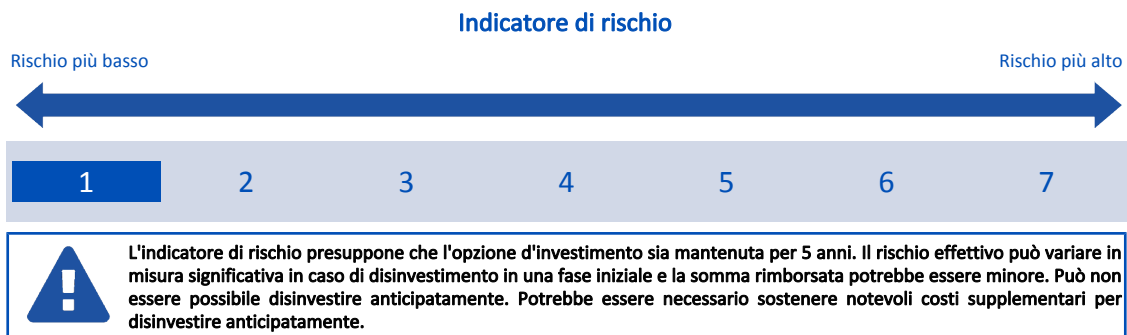 Indicatore di rischio
Rischio più basso
Rischio più alto
1 2 3 4 5 6 7
L'indicatore di rischio presuppone che l'opzione d'investimento sia mantenuta per 5 anni. Il rischio effettivo può variare in
misura significativa in caso di disinvestimento in una fase iniziale e la somma rimborsata potrebbe essere minore. Può non
essere possibile disinvestire anticipatamente. Potrebbe essere necessario sostenere notevoli costi supplementari per
disinvestire anticipatamente.